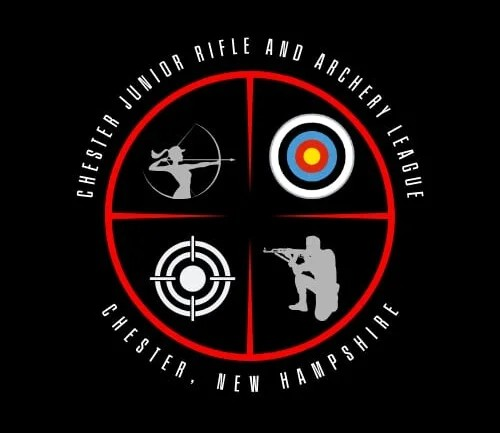 CHESTER JUNIOR RIFLE AND ARCHERY LEAGUE
CHESTER, NEW HAMPSHIRE